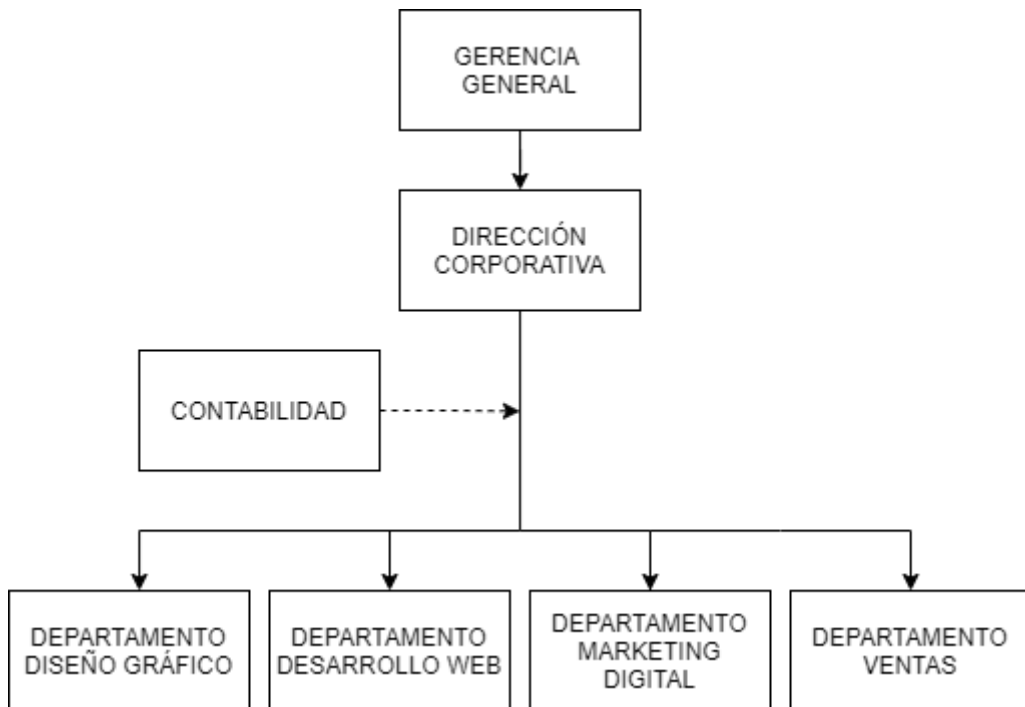 GERENCIA
GENERAL
DIRECCIÓN
CORPORATIVA
CONTABILIDAD
DEPARTAMENTO
DISEÑO GRÁFICO
DEPARTAMENTO
DESARROLLO WEB
DEPARTAMENTO
MARKETING
DIGITAL
DEPARTAMENTO
VENTAS